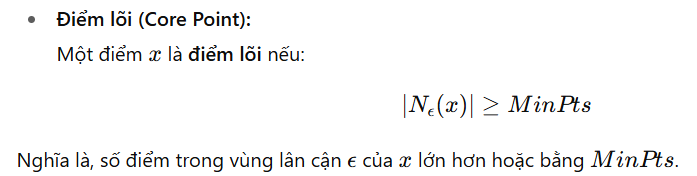 • Điểm lõi (Core Point):
Một điểm x là điểm lõi nếu:
|Nϵ(x)| ≥ MinPts
Nghĩa là, số điểm trong vùng lân cận ϵ của x lớn hơn hoặc bằng MinPts.